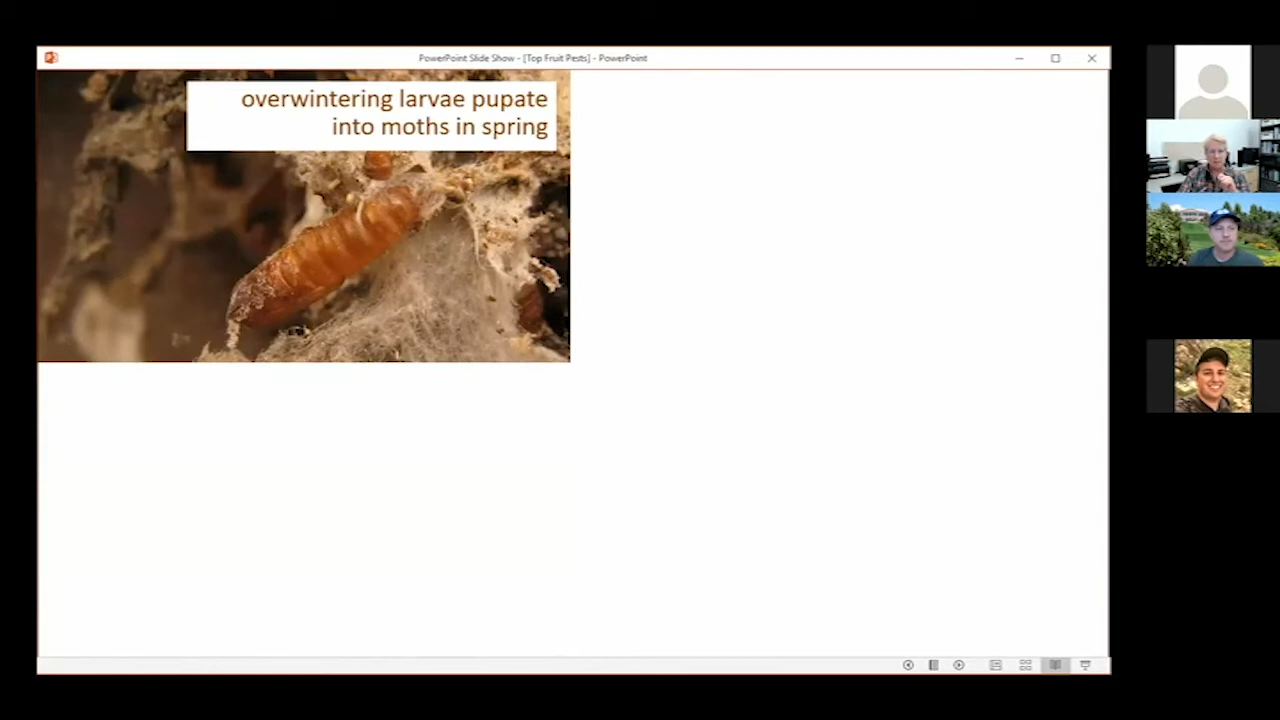 PowerPoint Slide Show - [Top Fruit Pests] - PowerPoint
overwintering larvae pupate
into moths in spring